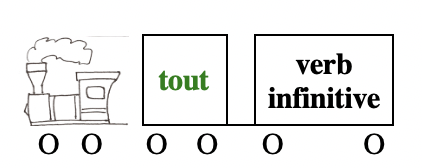 tout
verb
infinitive
O O O O O O